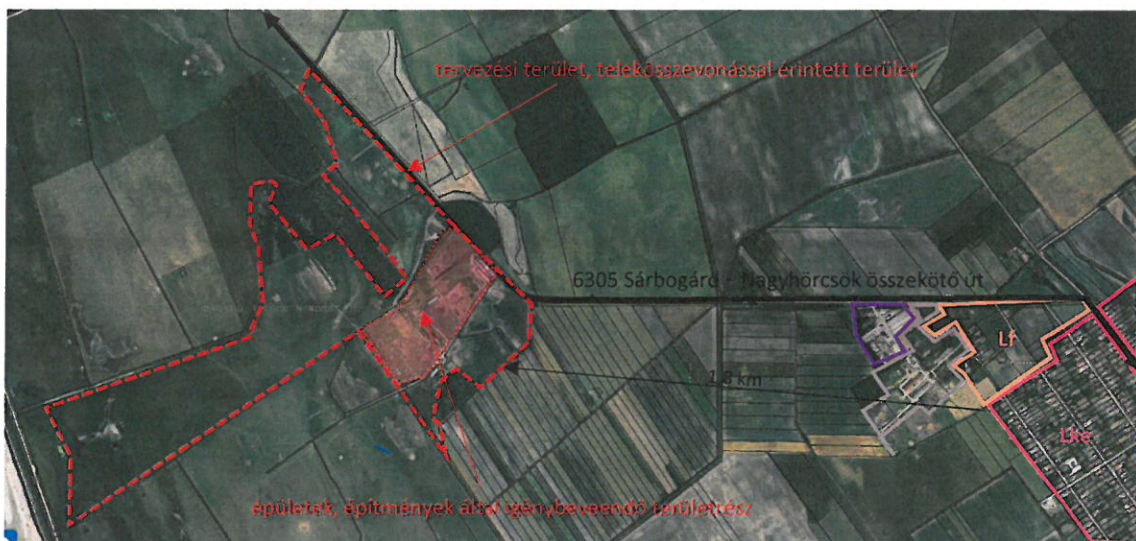 tervezési terület, telekösszevonással érintett terület
6305 Sárbogárd - Nagyhörcsök összekötő út
Lf
1,8 km
Lke
épületek, építmények által igénybeveendő területrész